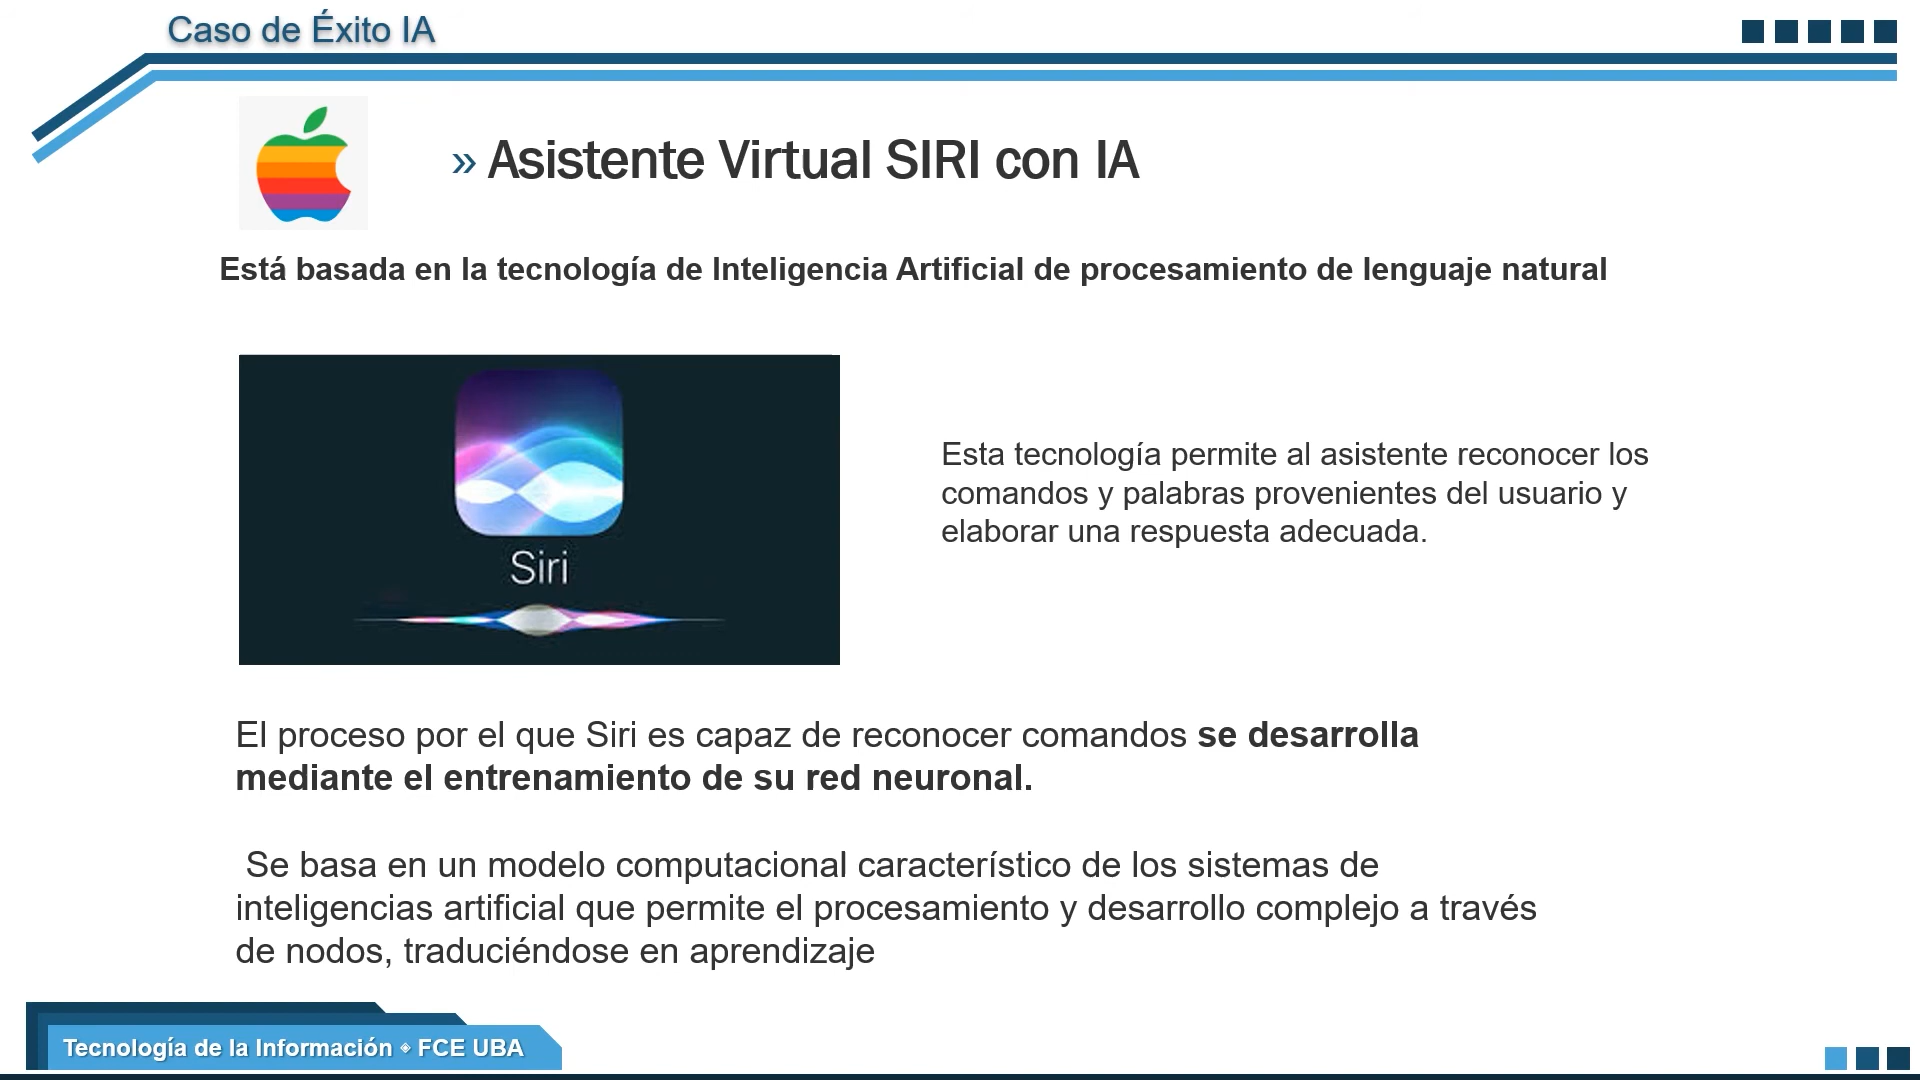 Caso de Éxito IA
» Asistente Virtual SIRI con IA
Está basada en la tecnología de Inteligencia Artificial de procesamiento de lenguaje natural
Siri
Esta tecnología permite al asistente reconocer los
comandos y palabras provenientes del usuario y
elaborar una respuesta adecuada.
El proceso por el que Siri es capaz de reconocer comandos se desarrolla
mediante el entrenamiento de su red neuronal.
Se basa en un modelo computacional característico de los sistemas de
inteligencias artificial que permite el procesamiento y desarrollo complejo a través
de nodos, traduciéndose en aprendizaje
Tecnología de la Información ◈ FCE UBA